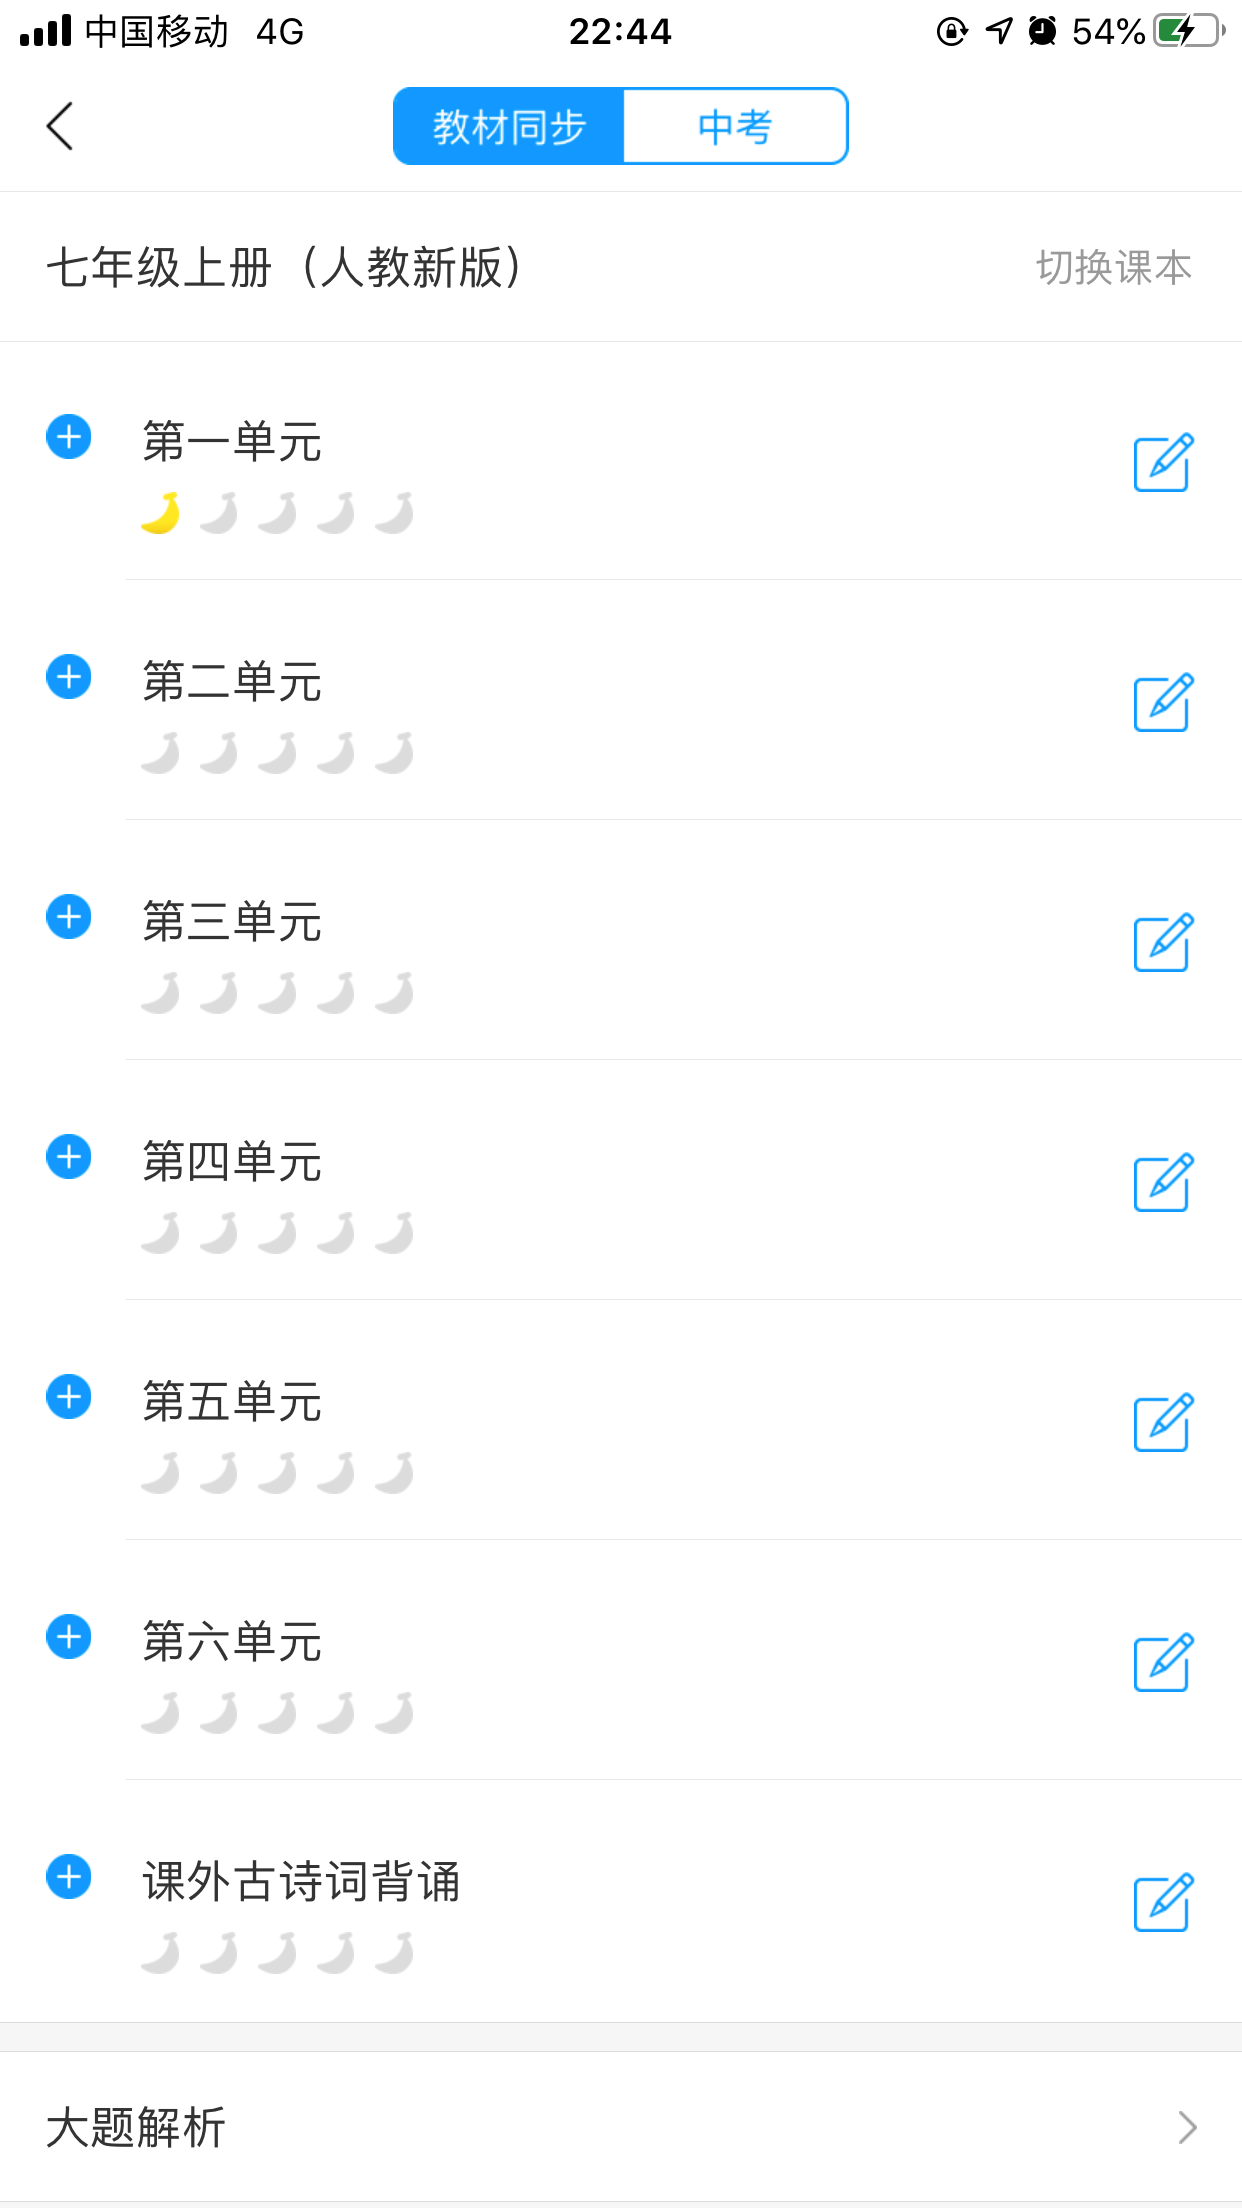 中国移动 4G 22:44 54%
教材同步 中考
七年级上册（人教新版） 切换课本
第一单元
第二单元
第三单元
第四单元
第五单元
第六单元
课外古诗词背诵
大题解析